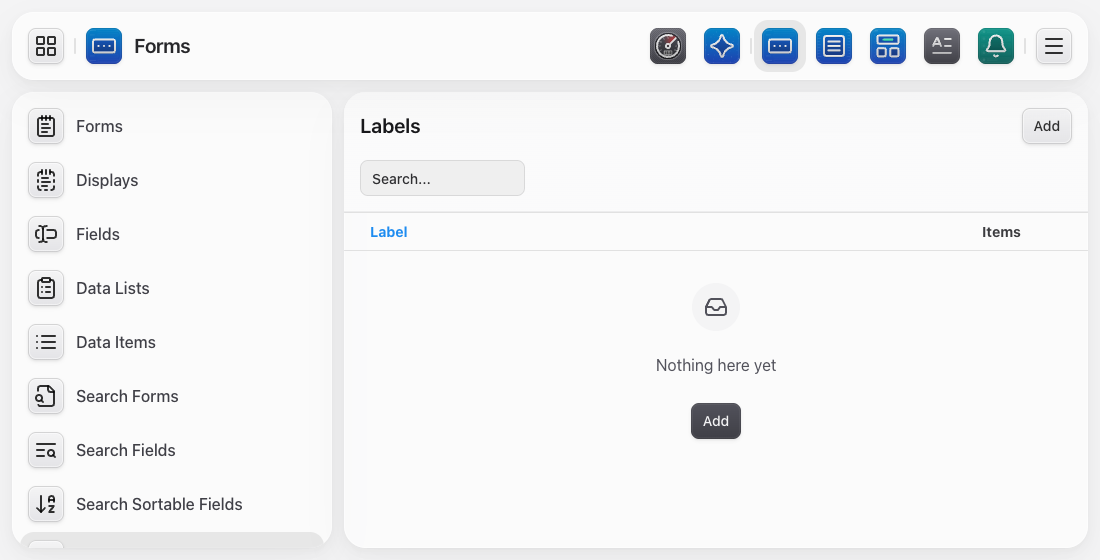 Forms
Forms
Displays
Fields
Data Lists
Data Items
Search Forms
Search Fields
Search Sortable Fields
Labels
Add
Search...
Label
Items
Nothing here yet
Add